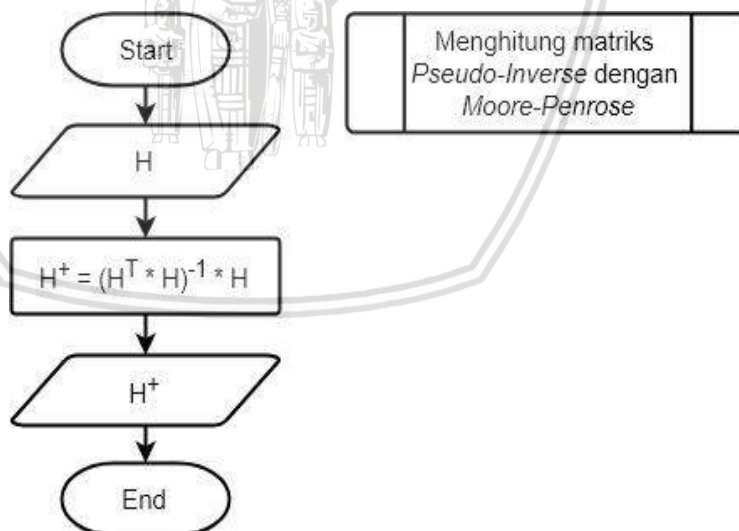 Start
Menghitung matriks
Pseudo-Inverse dengan
Moore-Penrose
H
H⁺ = (Hᵀ * H)⁻¹ * H
H⁺
End